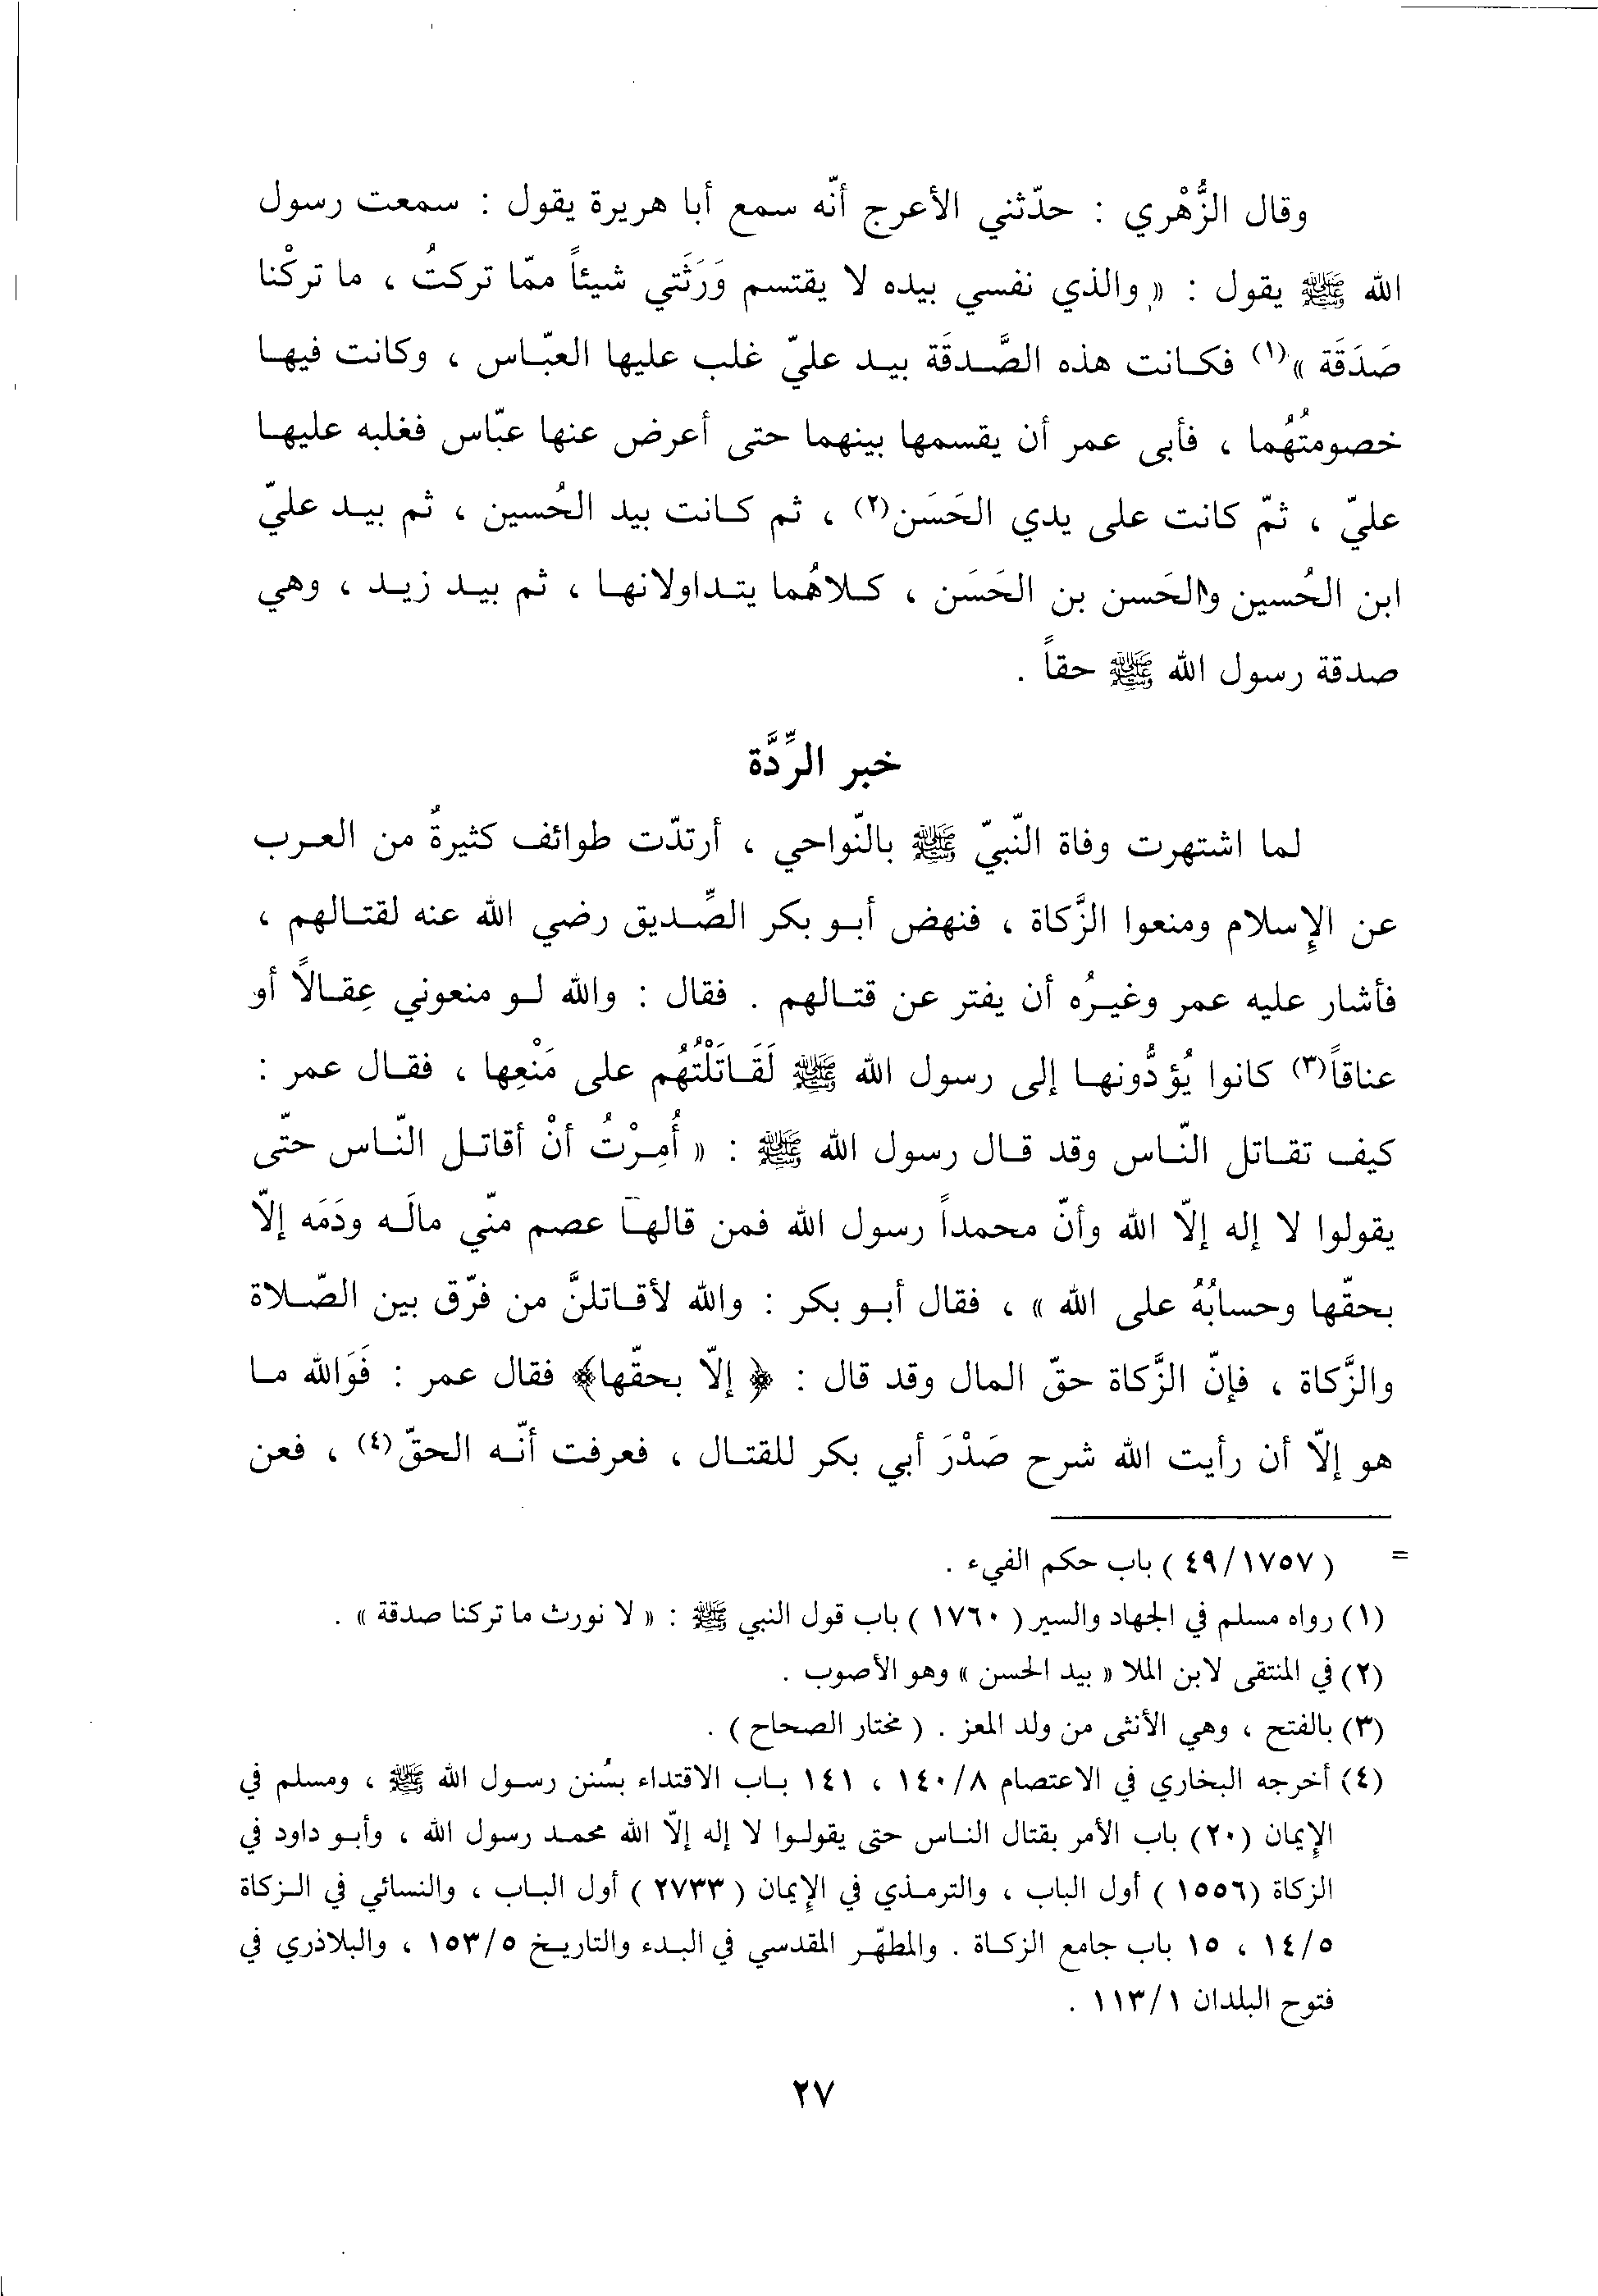 وقال الزُّهْري : حدّثني الأعرج أنّه سمع أبا هريرة يقول : سمعت رسول
الله ﷺ يقول : « والذي نفسي بيده لا يقتسم وَرَثَتي شيئاً ممّا تركتُ ، ما تركْنا
صَدَقَة »(١) فكانت هذه الصَّدقَة بيد عليّ غلب عليها العبّاس ، وكانت فيها
خصومتُهُما ، فأبى عمر أن يقسمها بينهما حتى أعرض عنها عبّاس فغلبه عليها
عليّ ، ثمّ كانت على يدي الحَسَن(٢) ، ثم كانت بيد الحُسين ، ثم بيد عليّ
ابن الحُسين والحَسن بن الحَسَن ، كلاهُما يتداولانها ، ثم بيد زيد ، وهي
صدقة رسول الله ﷺ حقاً .
خبر الرِّدَّة
لما اشتهرت وفاة النّبيّ ﷺ بالنّواحي ، أرتدّت طوائف كثيرةٌ من العرب
عن الإسلام ومنعوا الزَّكاة ، فنهض أبو بكر الصِّديق رضي الله عنه لقتالهم ،
فأشار عليه عمر وغيرُه أن يفتر عن قتالهم . فقال : والله لو منعوني عِقالاً أو
عناقاً(٣) كانوا يُؤدُّونها إلى رسول الله ﷺ لَقَاتَلْتُهُم على مَنْعِها ، فقال عمر :
كيف تقاتل النّاس وقد قال رسول الله ﷺ : « أُمِرْتُ أنْ أقاتل النّاس حتّى
يقولوا لا إله إلاّ الله وأنّ محمداً رسول الله فمن قالها عصم منّي مالَه ودَمَه إلاّ
بحقّها وحسابُهُ على الله » ، فقال أبو بكر : والله لأقاتلنَّ من فرّق بين الصّلاة
والزَّكاة ، فإنّ الزَّكاة حقّ المال وقد قال : ﴿ إلاّ بحقّها﴾ فقال عمر : فَوَالله ما
هو إلاّ أن رأيت الله شرح صَدْرَ أبي بكر للقتال ، فعرفت أنّه الحقّ(٤) ، فعن
= (٤٩/١٧٥٧) باب حكم الفيء .
(١) رواه مسلم في الجهاد والسير (١٧٦٠) باب قول النبي ﷺ : « لا نورث ما تركنا صدقة » .
(٢) في المنتقى لابن الملا « بيد الحسن » وهو الأصوب .
(٣) بالفتح ، وهي الأنثى من ولد المعز . (مختار الصحاح) .
(٤) أخرجه البخاري في الاعتصام ١٤٠/٨ ، ١٤١ باب الاقتداء بسُنن رسول الله ﷺ ، ومسلم في
الإيمان (٢٠) باب الأمر بقتال الناس حتى يقولوا لا إله إلاّ الله محمد رسول الله ، وأبو داود في
الزكاة (١٥٥٦) أول الباب ، والترمذي في الإيمان (٢٧٣٣) أول الباب ، والنسائي في الزكاة
١٤/٥ ، ١٥ باب جامع الزكاة . والمطهّر المقدسي في البدء والتاريخ ١٥٣/٥ ، والبلاذري في
فتوح البلدان ١١٣/١ .
٢٧